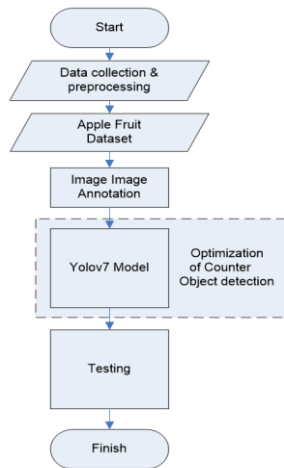 Start
Data collection &
preprocessing
Apple Fruit
Dataset
Image Image
Annotation
Yolov7 Model
Optimization
of Counter
Object detection
Testing
Finish